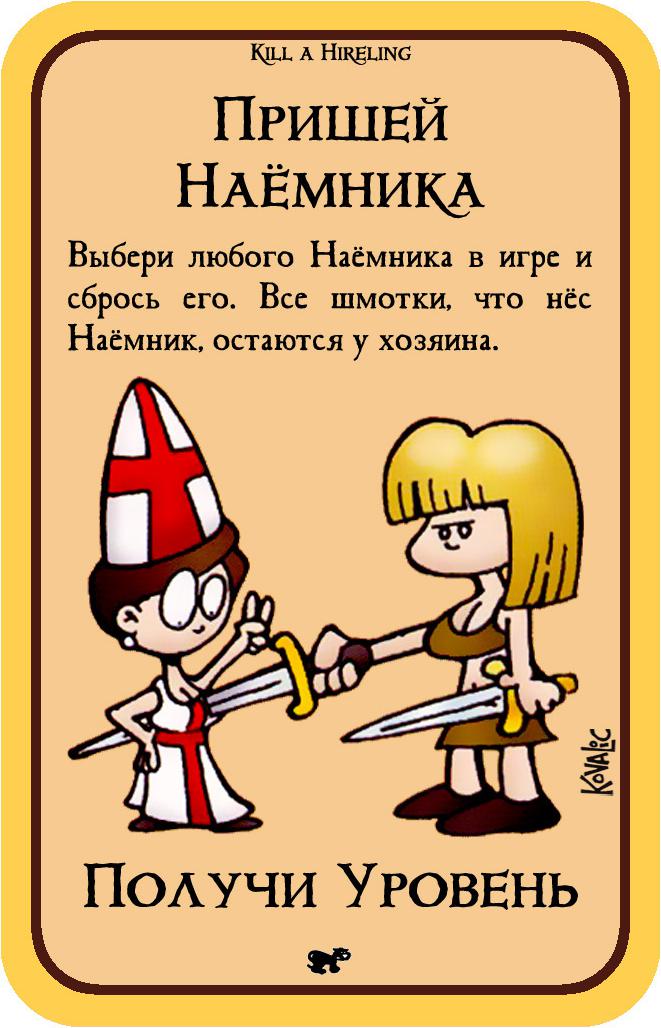 Kill a Hireling
Пришей
Наёмника
Выбери любого Наёмника в игре и
сбрось его. Все шмотки, что нёс
Наёмник, остаются у хозяина.
Kovalic
Получи Уровень